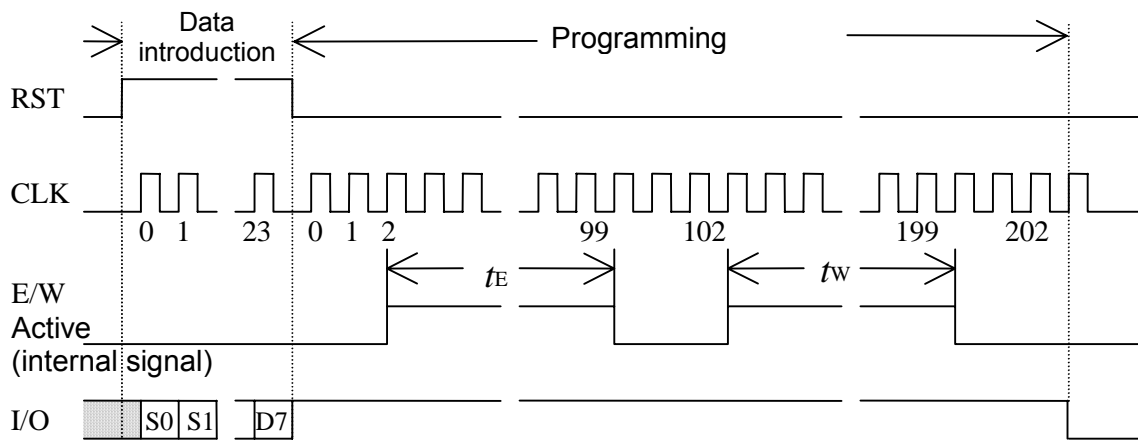 Data
introduction
Programming
RST
CLK
0 1 23 0 1 2 99 102 199 202
tE tW
E/W
Active
(internal signal)
I/O S0 S1 D7